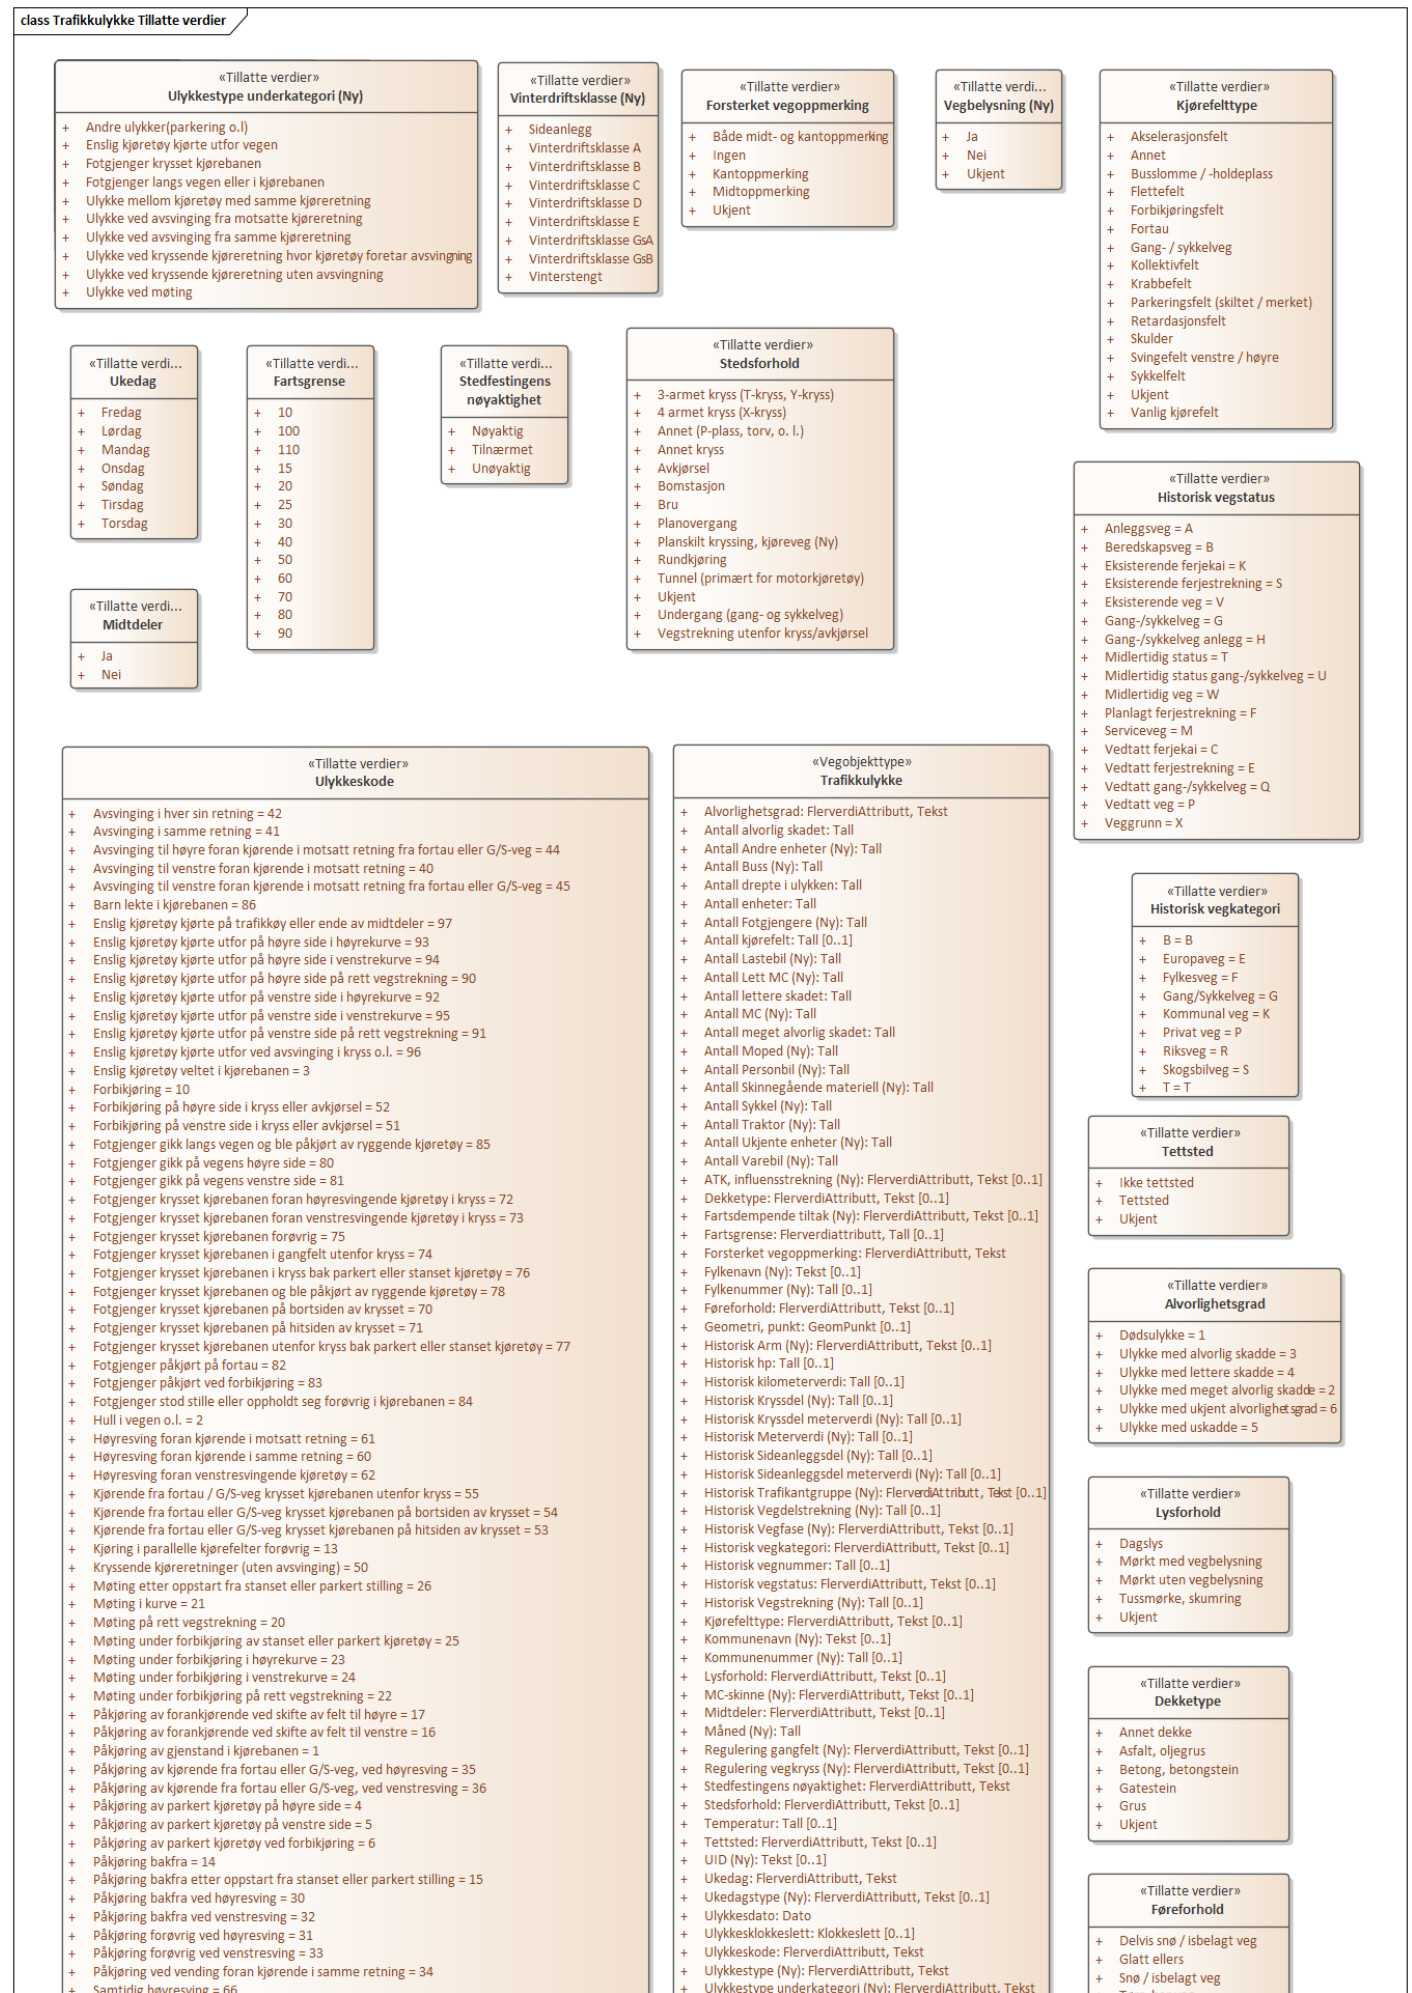 class Trafikkulykke Tillatte verdier
«Tillatte verdier»
Ulykkestype underkategori (Ny)
+ Andre ulykker(parkering o.l)
+ Enslig kjøretøy kjørte utfor vegen
+ Fotgjenger krysset kjørebanen
+ Fotgjenger langs vegen eller i kjørebanen
+ Ulykke mellom kjøretøy med samme kjøreretning
+ Ulykke ved avsvinging fra motsatte kjøreretning
+ Ulykke ved avsvinging fra samme kjøreretning
+ Ulykke ved kryssende kjøreretning hvor kjøretøy foretar avsvingning
+ Ulykke ved kryssende kjøreretning uten avsvingning
+ Ulykke ved møting
«Tillatte verdier»
Vinterdriftsklasse (Ny)
+ Sideanlegg
+ Vinterdriftsklasse A
+ Vinterdriftsklasse B
+ Vinterdriftsklasse C
+ Vinterdriftsklasse D
+ Vinterdriftsklasse E
+ Vinterdriftsklasse GsA
+ Vinterdriftsklasse GsB
+ Vinterstengt
«Tillatte verdier»
Forsterket vegoppmerking
+ Både midt- og kantoppmerking
+ Ingen
+ Kantoppmerking
+ Midtoppmerking
+ Ukjent
«Tillatte verdi...
Vegbelysning (Ny)
+ Ja
+ Nei
+ Ukjent
«Tillatte verdier»
Kjørefelttype
+ Akselerasjonsfelt
+ Annet
+ Busslomme / -holdeplass
+ Flettefelt
+ Forbikjøringsfelt
+ Fortau
+ Gang- / sykkelveg
+ Kollektivfelt
+ Krabbefelt
+ Parkeringsfelt (skiltet / merket)
+ Retardasjonsfelt
+ Skulder
+ Svingefelt venstre / høyre
+ Sykkelfelt
+ Ukjent
+ Vanlig kjørefelt
«Tillatte verdi...
Ukedag
+ Fredag
+ Lørdag
+ Mandag
+ Onsdag
+ Søndag
+ Tirsdag
+ Torsdag
«Tillatte verdi...
Fartsgrense
+ 10
+ 100
+ 110
+ 15
+ 20
+ 25
+ 30
+ 40
+ 50
+ 60
+ 70
+ 80
+ 90
«Tillatte verdi...
Stedfestingens
nøyaktighet
+ Nøyaktig
+ Tilnærmet
+ Unøyaktig
«Tillatte verdier»
Stedsforhold
+ 3-armet kryss (T-kryss, Y-kryss)
+ 4 armet kryss (X-kryss)
+ Annet (P-plass, torv, o. l.)
+ Annet kryss
+ Avkjørsel
+ Bomstasjon
+ Bru
+ Planovergang
+ Planskilt kryssing, kjøreveg (Ny)
+ Rundkjøring
+ Tunnel (primært for motorkjøretøy)
+ Ukjent
+ Undergang (gang- og sykkelveg)
+ Vegstrekning utenfor kryss/avkjørsel
«Tillatte verdier»
Historisk vegstatus
+ Anleggsveg = A
+ Beredskapsveg = B
+ Eksisterende ferjekai = K
+ Eksisterende ferjestrekning = S
+ Eksisterende veg = V
+ Gang-/sykkelveg = G
+ Gang-/sykkelveg anlegg = H
+ Midlertidig status = T
+ Midlertidig status gang-/sykkelveg = U
+ Midlertidig veg = W
+ Planlagt ferjestrekning = F
+ Serviceveg = M
+ Vedtatt ferjekai = C
+ Vedtatt ferjestrekning = E
+ Vedtatt gang-/sykkelveg = Q
+ Vedtatt veg = P
+ Veggrunn = X
«Tillatte verdi...
Midtdeler
+ Ja
+ Nei
«Tillatte verdier»
Ulykkeskode
+ Avsvinging i hver sin retning = 42
+ Avsvinging i samme retning = 41
+ Avsvinging til høyre foran kjørende i motsatt retning fra fortau eller G/S-veg = 44
+ Avsvinging til venstre foran kjørende i motsatt retning = 40
+ Avsvinging til venstre foran kjørende i motsatt retning fra fortau eller G/S-veg = 45
+ Barn lekte i kjørebanen = 86
+ Enslig kjøretøy kjørte på trafikkøy eller ende av midtdeler = 97
+ Enslig kjøretøy kjørte utfor på høyre side i høyrekurve = 93
+ Enslig kjøretøy kjørte utfor på høyre side i venstrekurve = 94
+ Enslig kjøretøy kjørte utfor på høyre side på rett vegstrekning = 90
+ Enslig kjøretøy kjørte utfor på venstre side i høyrekurve = 92
+ Enslig kjøretøy kjørte utfor på venstre side i venstrekurve = 95
+ Enslig kjøretøy kjørte utfor på venstre side på rett vegstrekning = 91
+ Enslig kjøretøy kjørte utfor ved avsvinging i kryss o.l. = 96
+ Enslig kjøretøy veltet i kjørebanen = 3
+ Forbikjøring = 10
+ Forbikjøring på høyre side i kryss eller avkjørsel = 52
+ Forbikjøring på venstre side i kryss eller avkjørsel = 51
+ Fotgjenger gikk langs vegen og ble påkjørt av ryggende kjøretøy = 85
+ Fotgjenger gikk på vegens høyre side = 80
+ Fotgjenger gikk på vegens venstre side = 81
+ Fotgjenger krysset kjørebanen foran høyresvingende kjøretøy i kryss = 72
+ Fotgjenger krysset kjørebanen foran venstresvingende kjøretøy i kryss = 73
+ Fotgjenger krysset kjørebanen forøvrig = 75
+ Fotgjenger krysset kjørebanen i gangfelt utenfor kryss = 74
+ Fotgjenger krysset kjørebanen i kryss bak parkert eller stanset kjøretøy = 76
+ Fotgjenger krysset kjørebanen og ble påkjørt av ryggende kjøretøy = 78
+ Fotgjenger krysset kjørebanen på bortsiden av krysset = 70
+ Fotgjenger krysset kjørebanen på hitsiden av krysset = 71
+ Fotgjenger krysset kjørebanen utenfor kryss bak parkert eller stanset kjøretøy = 77
+ Fotgjenger påkjørt på fortau = 82
+ Fotgjenger påkjørt ved forbikjøring = 83
+ Fotgjenger stod stille eller oppholdt seg forøvrig i kjørebanen = 84
+ Hull i vegen o.l. = 2
+ Høyresving foran kjørende i motsatt retning = 61
+ Høyresving foran kjørende i samme retning = 60
+ Høyresving foran venstresvingende kjøretøy = 62
+ Kjørende fra fortau / G/S-veg krysset kjørebanen utenfor kryss = 55
+ Kjørende fra fortau eller G/S-veg krysset kjørebanen på bortsiden av krysset = 54
+ Kjørende fra fortau eller G/S-veg krysset kjørebanen på hitsiden av krysset = 53
+ Kjøring i parallelle kjørefelter forøvrig = 13
+ Kryssende kjøreretninger (uten avsvinging) = 50
+ Møting etter oppstart fra stanset eller parkert stilling = 26
+ Møting i kurve = 21
+ Møting på rett vegstrekning = 20
+ Møting under forbikjøring av stanset eller parkert kjøretøy = 25
+ Møting under forbikjøring i høyrekurve = 23
+ Møting under forbikjøring i venstrekurve = 24
+ Møting under forbikjøring på rett vegstrekning = 22
+ Påkjøring av forankjørende ved skifte av felt til høyre = 17
+ Påkjøring av forankjørende ved skifte av felt til venstre = 16
+ Påkjøring av gjenstand i kjørebanen = 1
+ Påkjøring av kjørende fra fortau eller G/S-veg, ved høyresving = 35
+ Påkjøring av kjørende fra fortau eller G/S-veg, ved venstresving = 36
+ Påkjøring av parkert kjøretøy på høyre side = 4
+ Påkjøring av parkert kjøretøy på venstre side = 5
+ Påkjøring av parkert kjøretøy ved forbikjøring = 6
+ Påkjøring bakfra = 14
+ Påkjøring bakfra etter oppstart fra stanset eller parkert stilling = 15
+ Påkjøring bakfra ved høyresving = 30
+ Påkjøring bakfra ved venstresving = 32
+ Påkjøring forøvrig ved høyresving = 31
+ Påkjøring forøvrig ved venstresving = 33
+ Påkjøring ved vending foran kjørende i samme retning = 34
+ Samtidig høyresving = 66
«Vegobjekttype»
Trafikkulykke
+ Alvorlighetsgrad: FlerverdiAttributt, Tekst
+ Antall alvorlig skadet: Tall
+ Antall Andre enheter (Ny): Tall
+ Antall Buss (Ny): Tall
+ Antall drepte i ulykken: Tall
+ Antall enheter: Tall
+ Antall Fotgjengere (Ny): Tall
+ Antall kjørefelt: Tall [0..1]
+ Antall Lastebil (Ny): Tall
+ Antall Lett MC (Ny): Tall
+ Antall lettere skadet: Tall
+ Antall MC (Ny): Tall
+ Antall meget alvorlig skadet: Tall
+ Antall Moped (Ny): Tall
+ Antall Personbil (Ny): Tall
+ Antall Skinnegående materiell (Ny): Tall
+ Antall Sykkel (Ny): Tall
+ Antall Traktor (Ny): Tall
+ Antall Ukjente enheter (Ny): Tall
+ Antall Varebil (Ny): Tall
+ ATK, influensstrekning (Ny): FlerverdiAttributt, Tekst [0..1]
+ Dekketype: FlerverdiAttributt, Tekst [0..1]
+ Fartsdempende tiltak (Ny): FlerverdiAttributt, Tekst [0..1]
+ Fartsgrense: Flerverdiattributt, Tall [0..1]
+ Forsterket vegoppmerking: FlerverdiAttributt, Tekst
+ Fylkenavn (Ny): Tekst [0..1]
+ Fylkenummer (Ny): Tall [0..1]
+ Føreforhold: FlerverdiAttributt, Tekst [0..1]
+ Geometri, punkt: GeomPunkt [0..1]
+ Historisk Arm (Ny): FlerverdiAttributt, Tekst [0..1]
+ Historisk hp: Tall [0..1]
+ Historisk kilometerverdi: Tall [0..1]
+ Historisk Kryssdel (Ny): Tall [0..1]
+ Historisk Kryssdel meterverdi (Ny): Tall [0..1]
+ Historisk Meterverdi (Ny): Tall [0..1]
+ Historisk Sideanleggsdel (Ny): Tall [0..1]
+ Historisk Sideanleggsdel meterverdi (Ny): Tall [0..1]
+ Historisk Trafikantgruppe (Ny): FlerverdiAttributt, Tekst [0..1]
+ Historisk Vegdelstrekning (Ny): Tall [0..1]
+ Historisk Vegfase (Ny): FlerverdiAttributt, Tekst [0..1]
+ Historisk vegkategori: FlerverdiAttributt, Tekst [0..1]
+ Historisk vegnummer: Tall [0..1]
+ Historisk vegstatus: FlerverdiAttributt, Tekst [0..1]
+ Historisk Vegstrekning (Ny): Tall [0..1]
+ Kjørefelttype: FlerverdiAttributt, Tekst [0..1]
+ Kommunenavn (Ny): Tekst [0..1]
+ Kommunenummer (Ny): Tall [0..1]
+ Lysforhold: FlerverdiAttributt, Tekst [0..1]
+ MC-skinne (Ny): FlerverdiAttributt, Tekst [0..1]
+ Midtdeler: FlerverdiAttributt, Tekst [0..1]
+ Måned (Ny): Tall
+ Regulering gangfelt (Ny): FlerverdiAttributt, Tekst [0..1]
+ Regulering vegkryss (Ny): FlerverdiAttributt, Tekst [0..1]
+ Stedfestingens nøyaktighet: FlerverdiAttributt, Tekst
+ Stedsforhold: FlerverdiAttributt, Tekst [0..1]
+ Temperatur: Tall [0..1]
+ Tettsted: FlerverdiAttributt, Tekst [0..1]
+ UID (Ny): Tekst [0..1]
+ Ukedag: FlerverdiAttributt, Tekst
+ Ukedagstype (Ny): FlerverdiAttributt, Tekst [0..1]
+ Ulykkesdato: Dato
+ Ulykkesklokkeslett: Klokkeslett [0..1]
+ Ulykkeskode: FlerverdiAttributt, Tekst
+ Ulykkestype (Ny): FlerverdiAttributt, Tekst
+ Ulykkestype underkategori (Ny): FlerverdiAttributt, Tekst
«Tillatte verdier»
Historisk vegkategori
+ B = B
+ Europaveg = E
+ Fylkesveg = F
+ Gang/Sykkelveg = G
+ Kommunal veg = K
+ Privat veg = P
+ Riksveg = R
+ Skogsbilveg = S
+ T = T
«Tillatte verdier»
Tettsted
+ Ikke tettsted
+ Tettsted
+ Ukjent
«Tillatte verdier»
Alvorlighetsgrad
+ Dødsulykke = 1
+ Ulykke med alvorlig skadde = 3
+ Ulykke med lettere skadde = 4
+ Ulykke med meget alvorlig skadde = 2
+ Ulykke med ukjent alvorlighetsgrad = 6
+ Ulykke med uskadde = 5
«Tillatte verdier»
Lysforhold
+ Dagslys
+ Mørkt med vegbelysning
+ Mørkt uten vegbelysning
+ Tussmørke, skumring
+ Ukjent
«Tillatte verdier»
Dekketype
+ Annet dekke
+ Asfalt, oljegrus
+ Betong, betongstein
+ Gatestein
+ Grus
+ Ukjent
«Tillatte verdier»
Føreforhold
+ Delvis snø / isbelagt veg
+ Glatt ellers
+ Snø / isbelagt veg